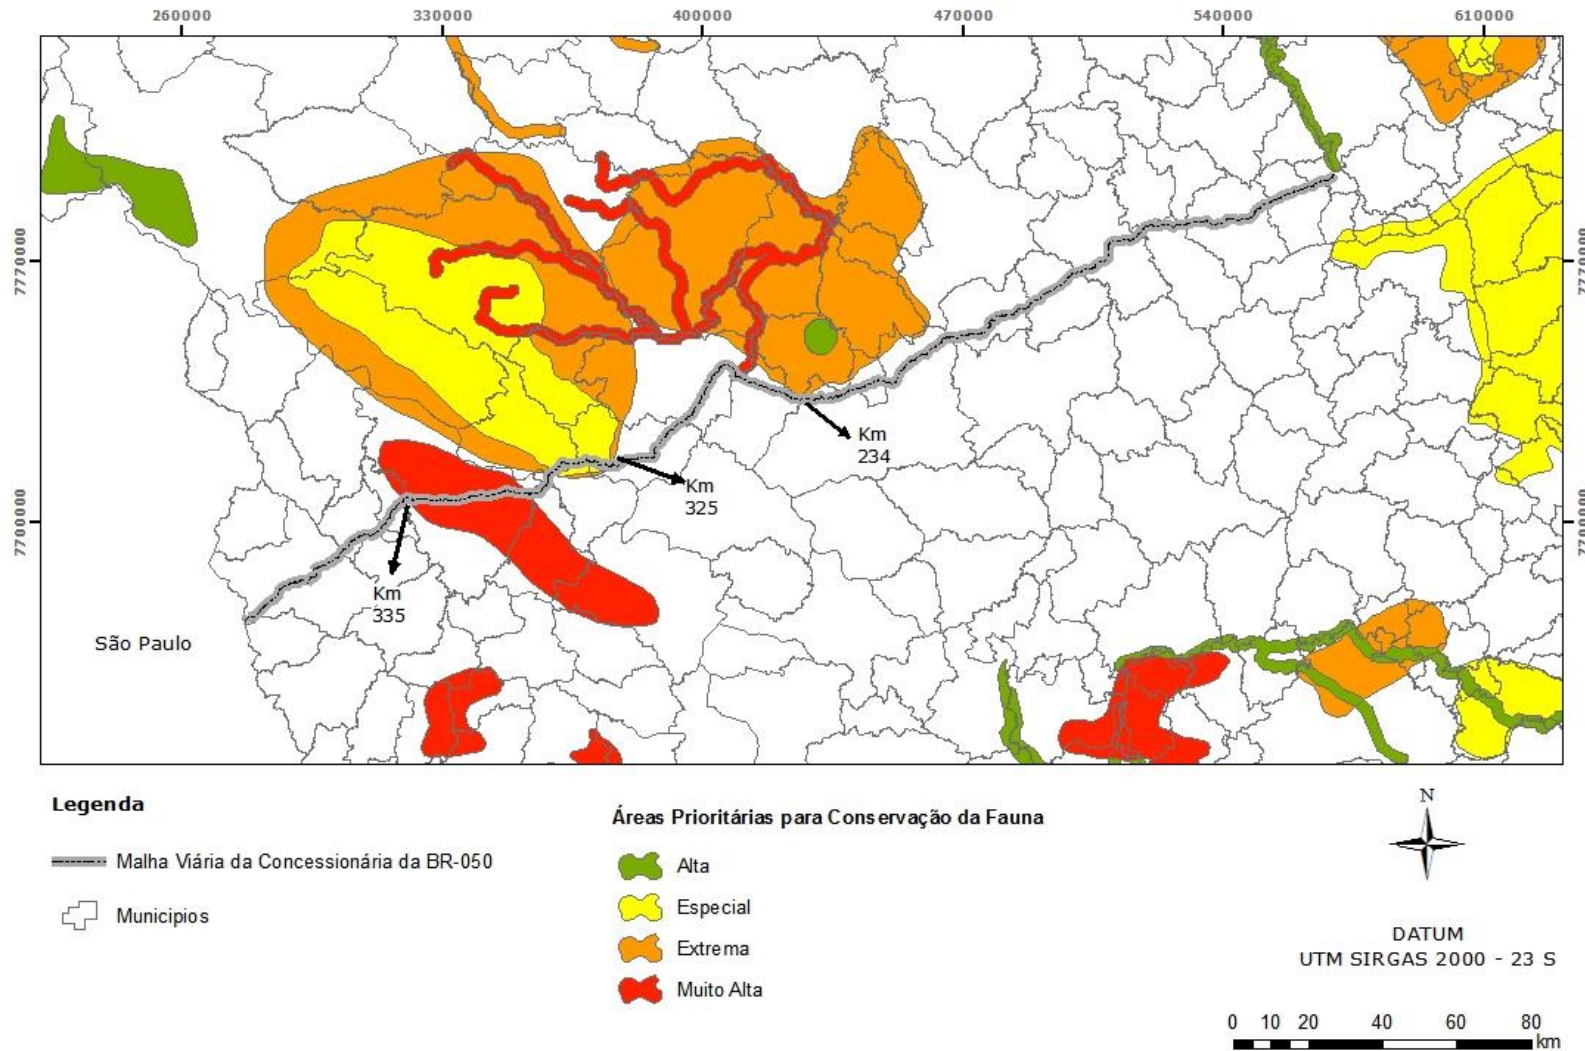 260000 330000 400000 470000 540000 610000
7770000 7770000
Km
234
Km
325
7700000 7700000
Km
335
São Paulo
Legenda
Malha Viária da Concessionária da BR-050
Municipios
Áreas Prioritárias para Conservação da Fauna
Alta
Especial
Extrema
Muito Alta
N
DATUM
UTM SIRGAS 2000 - 23 S
0 10 20 40 60 80
km